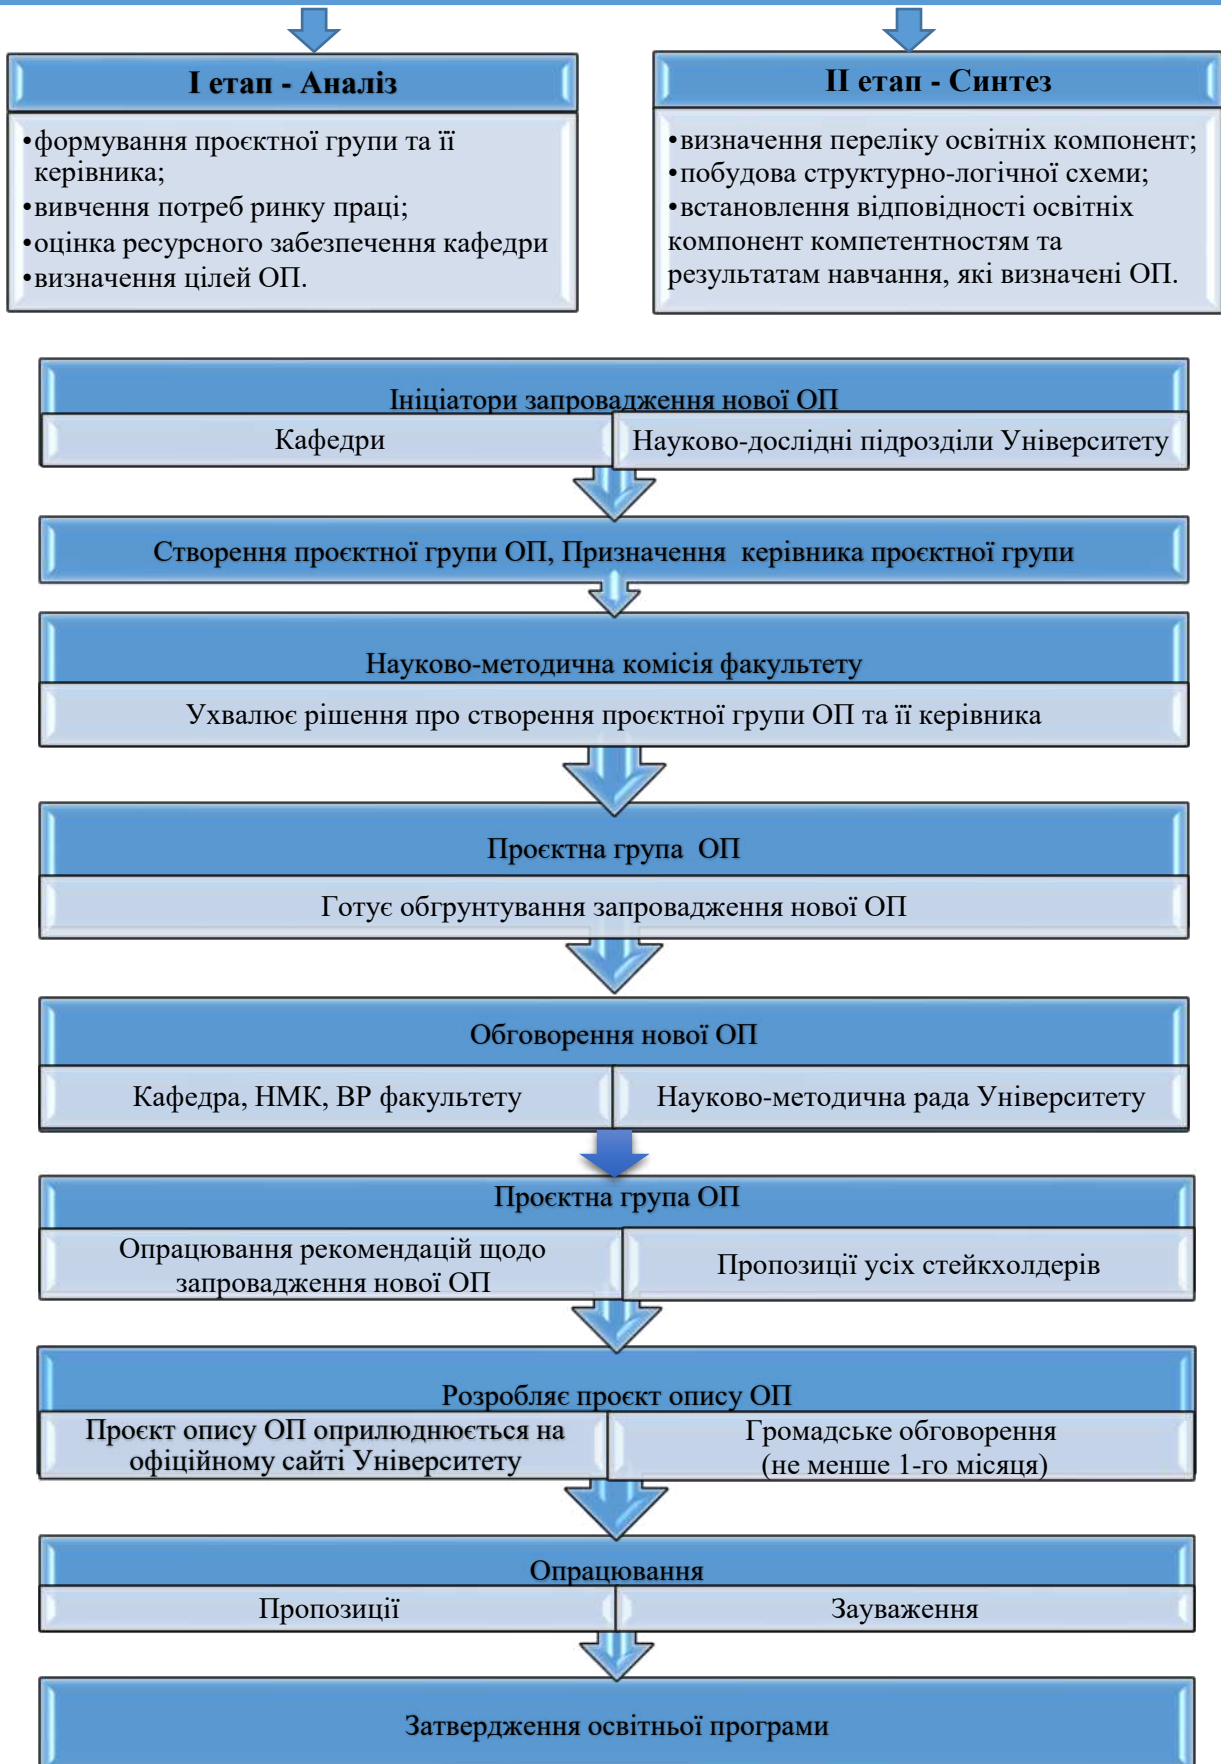 І етап - Аналіз
•формування проєктної групи та її
керівника;
•вивчення потреб ринку праці;
•оцінка ресурсного забезпечення кафедри
•визначення цілей ОП.
ІІ етап - Синтез
•визначення переліку освітніх компонент;
•побудова структурно-логічної схеми;
•встановлення відповідності освітніх
компонент компетентностям та
результатам навчання, які визначені ОП.
Ініціатори запровадження нової ОП
Кафедри
Науково-дослідні підрозділи Університету
Створення проєктної групи ОП, Призначення керівника проєктної групи
Науково-методична комісія факультету
Ухвалює рішення про створення проєктної групи ОП та її керівника
Проєктна група ОП
Готує обгрунтування запровадження нової ОП
Обговорення нової ОП
Кафедра, НМК, ВР факультету
Науково-методична рада Університету
Проєктна група ОП
Опрацювання рекомендацій щодо
запровадження нової ОП
Пропозиції усіх стейкхолдерів
Розробляє проєкт опису ОП
Проєкт опису ОП оприлюднюється на
офіційному сайті Університету
Громадське обговорення
(не менше 1-го місяця)
Опрацювання
Пропозиції
Зауваження
Затвердження освітньої програми